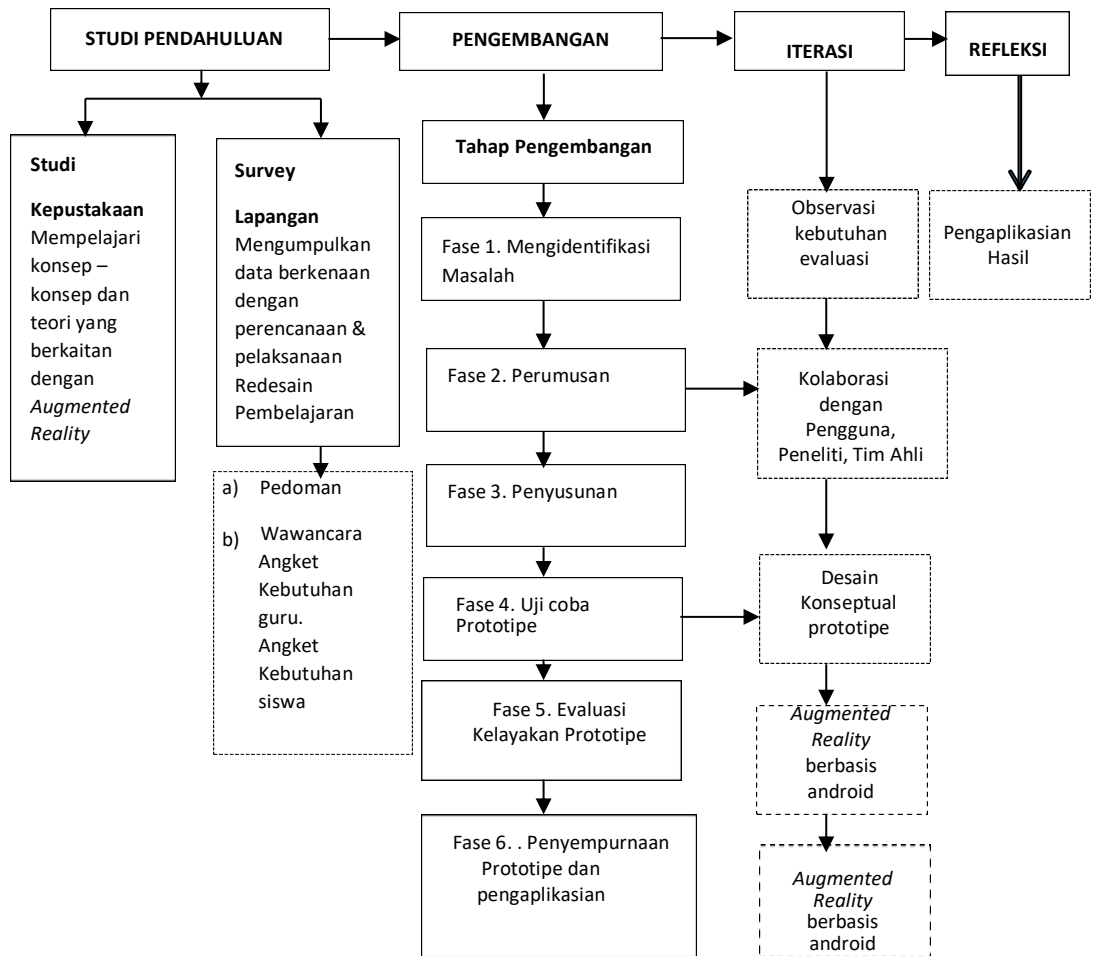 STUDI PENDAHULUAN
PENGEMBANGAN
ITERASI
REFLEKSI
Studi
Kepustakaan
Mempelajari
konsep –
konsep dan
teori yang
berkaitan
dengan
Augmented
Reality
Survey
Lapangan
Mengumpulkan
data berkenaan
dengan
perencanaan &
pelaksanaan
Redesain
Pembelajaran
a) Pedoman
b) Wawancara
Angket
Kebutuhan
guru.
Angket
Kebutuhan
siswa
Tahap Pengembangan
Fase 1. Mengidentifikasi
Masalah
Fase 2. Perumusan
Fase 3. Penyusunan
Fase 4. Uji coba
Prototipe
Fase 5. Evaluasi
Kelayakan Prototipe
Fase 6. . Penyempurnaan
Prototipe dan
pengaplikasian
Observasi
kebutuhan
evaluasi
Kolaborasi
dengan
Pengguna,
Peneliti, Tim Ahli
Desain
Konseptual
prototipe
Augmented
Reality
berbasis
android
Augmented
Reality
berbasis
android
Pengaplikasian
Hasil